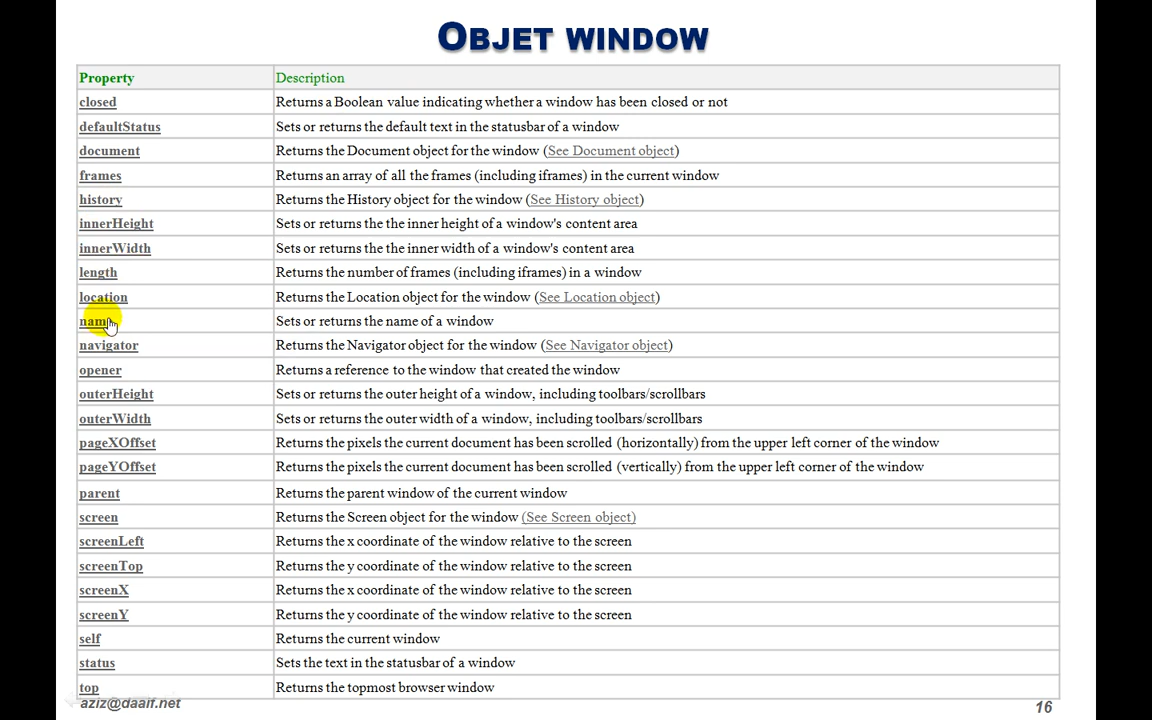 OBJET WINDOW
Property Description
closed Returns a Boolean value indicating whether a window has been closed or not
defaultStatus Sets or returns the default text in the statusbar of a window
document Returns the Document object for the window (See Document object)
frames Returns an array of all the frames (including iframes) in the current window
history Returns the History object for the window (See History object)
innerHeight Sets or returns the the inner height of a window's content area
innerWidth Sets or returns the the inner width of a window's content area
length Returns the number of frames (including iframes) in a window
location Returns the Location object for the window (See Location object)
name Sets or returns the name of a window
navigator Returns the Navigator object for the window (See Navigator object)
opener Returns a reference to the window that created the window
outerHeight Sets or returns the outer height of a window, including toolbars/scrollbars
outerWidth Sets or returns the outer width of a window, including toolbars/scrollbars
pageXOffset Returns the pixels the current document has been scrolled (horizontally) from the upper left corner of the window
pageYOffset Returns the pixels the current document has been scrolled (vertically) from the upper left corner of the window
parent Returns the parent window of the current window
screen Returns the Screen object for the window (See Screen object)
screenLeft Returns the x coordinate of the window relative to the screen
screenTop Returns the y coordinate of the window relative to the screen
screenX Returns the x coordinate of the window relative to the screen
screenY Returns the y coordinate of the window relative to the screen
self Returns the current window
status Sets the text in the statusbar of a window
top Returns the topmost browser window
aziz@daaif.net 16